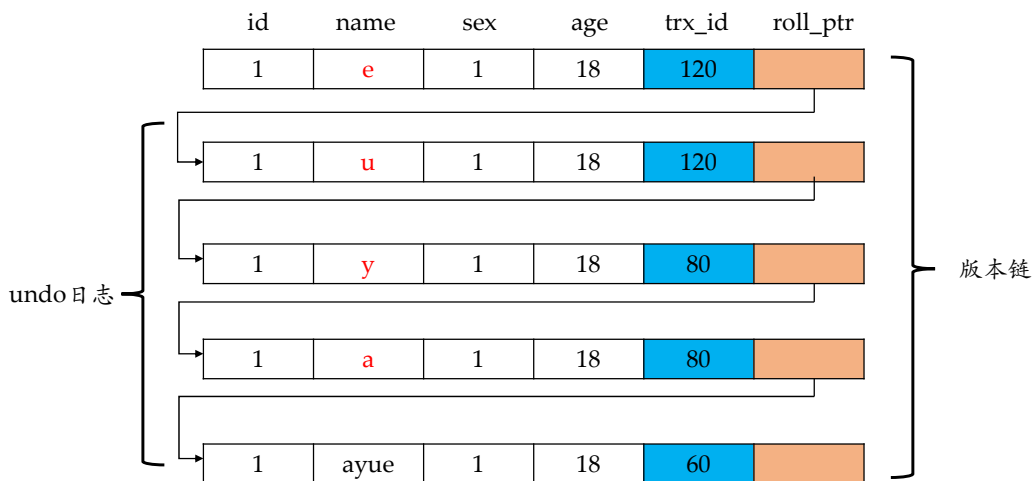 id name sex age trx_id roll_ptr
1 e 1 18 120
1 u 1 18 120
1 y 1 18 80
undo日志
版本链
1 a 1 18 80
1 ayue 1 18 60